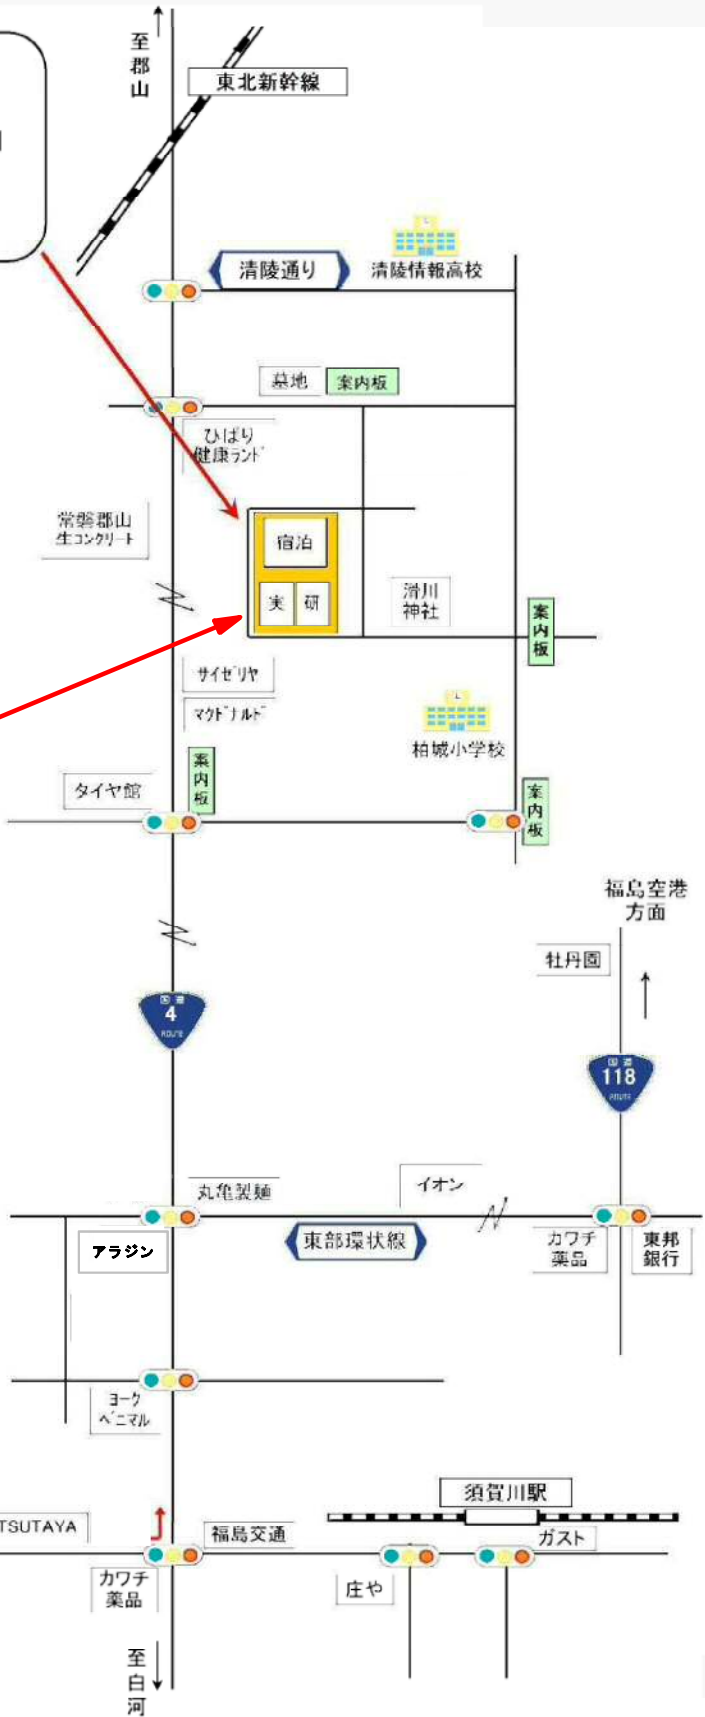 至
郡
山
東北新幹線
清陵通り
清陵情報高校
墓地
案内板
ひばり
健康ランド
常磐郡山
生コンクリート
宿泊
実
研
滑川
神社
案
内
板
サイゼリヤ
マクドナルド
柏城小学校
タイヤ館
案
内
板
案
内
板
福島空港
方面
牡丹園
国道
4
ROUTE
国道
118
ROUTE
丸亀製麺
イオン
アラジン
東部環状線
カワチ
薬品
東邦
銀行
ヨーク
ベニマル
須賀川駅
TSUTAYA
福島交通
ガスト
カワチ
薬品
庄や
至
白
河